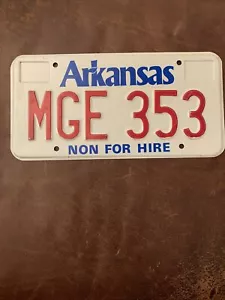 Arkansas
MGE 353
NON FOR HIRE